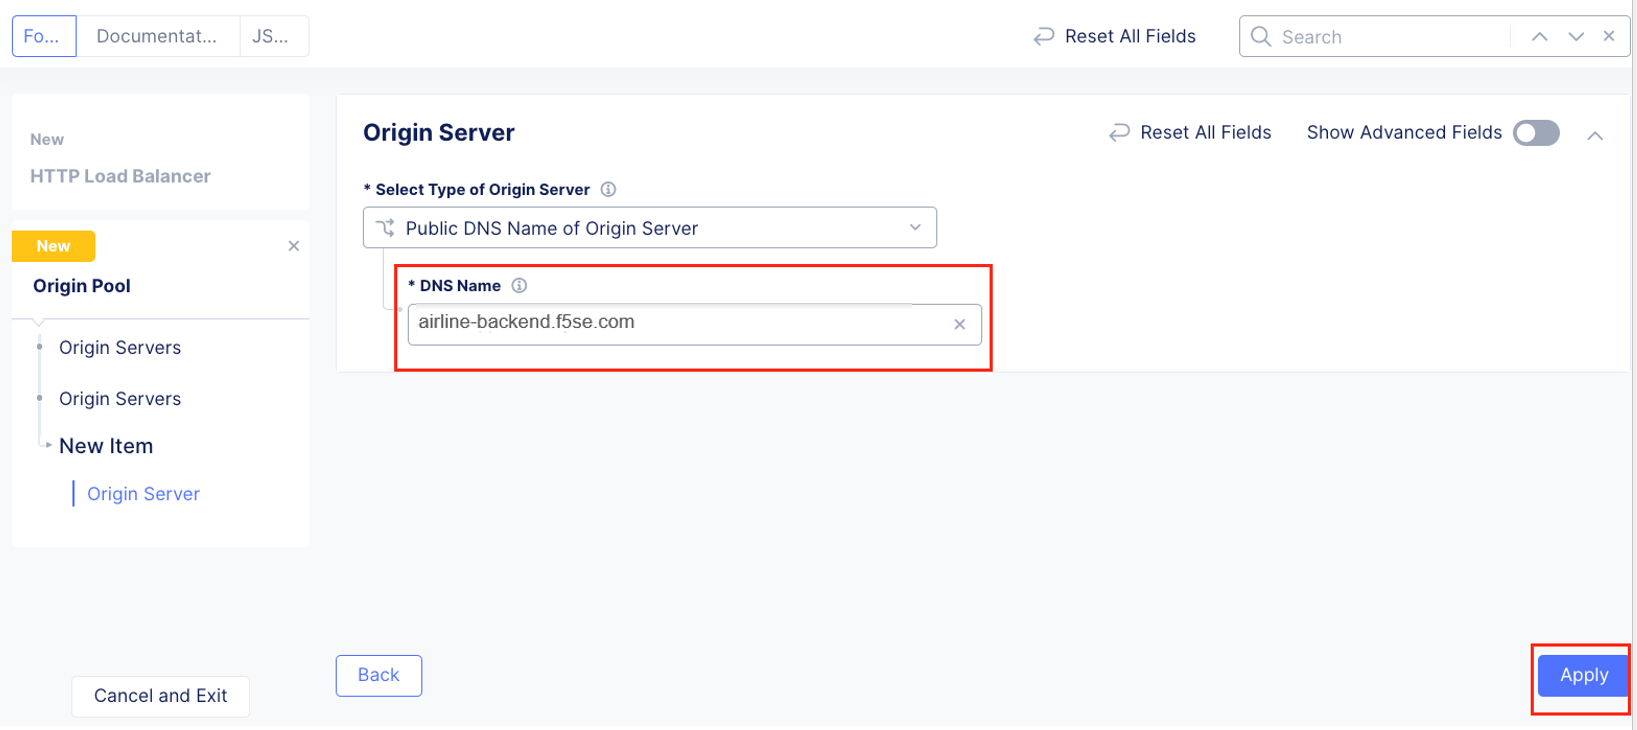 Fo...
Documentat...
JS...
Reset All Fields
Search
New
HTTP Load Balancer
New
Origin Pool
Origin Servers
Origin Servers
New Item
Origin Server
Cancel and Exit
Origin Server
Reset All Fields
Show Advanced Fields
* Select Type of Origin Server
Public DNS Name of Origin Server
* DNS Name
airline-backend.f5se.com
Back
Apply